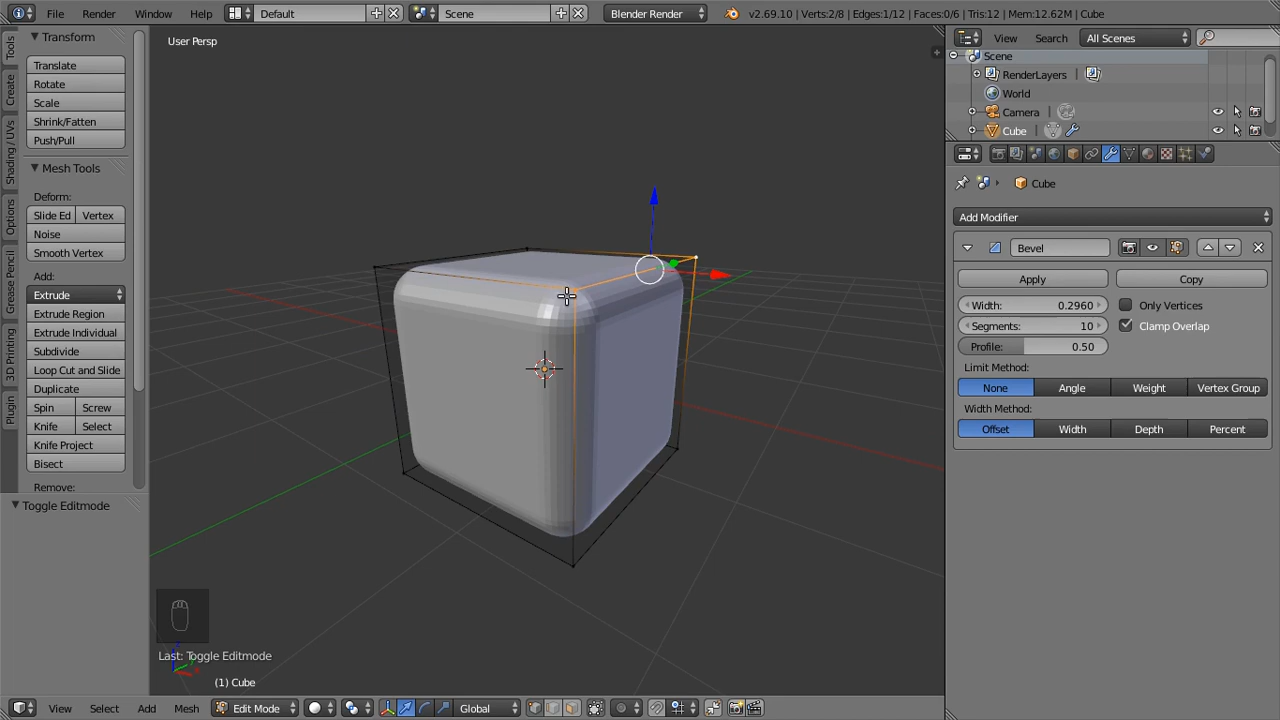 File Render Window Help Default Scene Blender Render v2.69.10 | Verts:2/8 | Edges:1/12 | Faces:0/6 | Tris:12 | Mem:12.62M | Cube
Tools
Create
Shading / UVs
Options
Grease Pencil
3D Printing
Plugin
Transform
Translate
Rotate
Scale
Shrink/Fatten
Push/Pull
Mesh Tools
Deform:
Slide Ed Vertex
Noise
Smooth Vertex
Add:
Extrude
Extrude Region
Extrude Individual
Subdivide
Loop Cut and Slide
Duplicate
Spin Screw
Knife Select
Knife Project
Bisect
Remove:
Toggle Editmode
User Persp
Last: Toggle Editmode
(1) Cube
View Select Add Mesh Edit Mode Global
View Search All Scenes
Scene
RenderLayers
World
Camera
Cube
Cube
Add Modifier
Bevel
Apply Copy
Width: 0.2960 Only Vertices
Segments: 10 Clamp Overlap
Profile: 0.50
Limit Method:
None Angle Weight Vertex Group
Width Method:
Offset Width Depth Percent